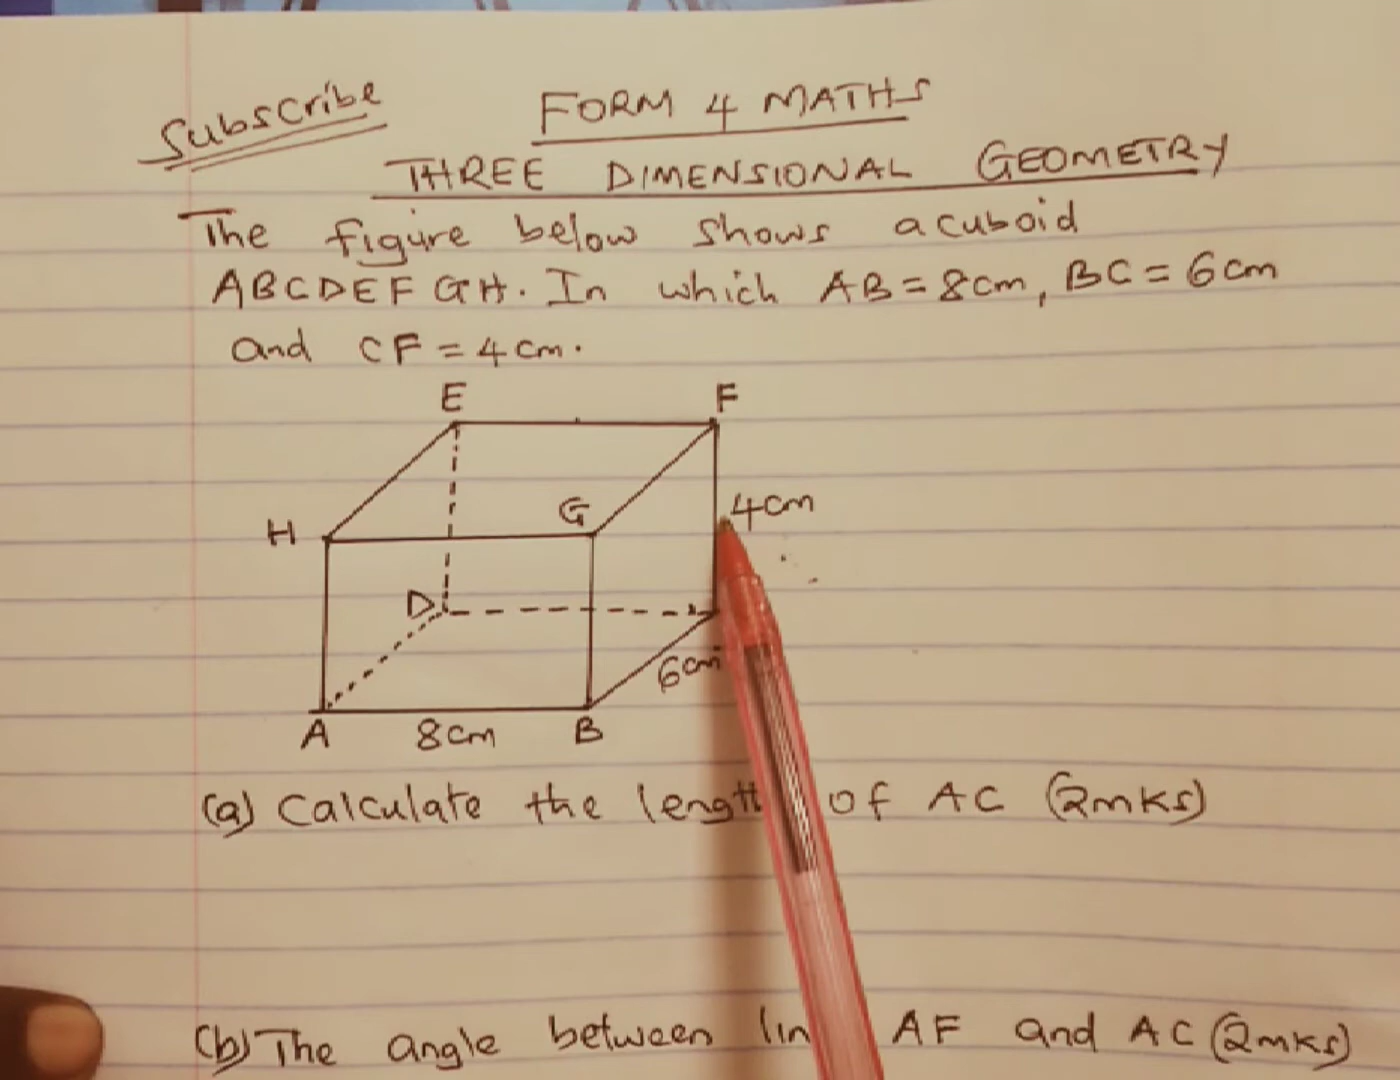 Subscribe
FORM 4 MATHS
THREE DIMENSIONAL GEOMETRY
The figure below shows a cuboid
ABCDEFGH. In which AB = 8cm, BC = 6cm
and CF = 4cm.
E F
H G 4cm
D
6cm
A 8cm B
(a) Calculate the length of AC (2mks)
(b) The angle between AF and AC (2mks)